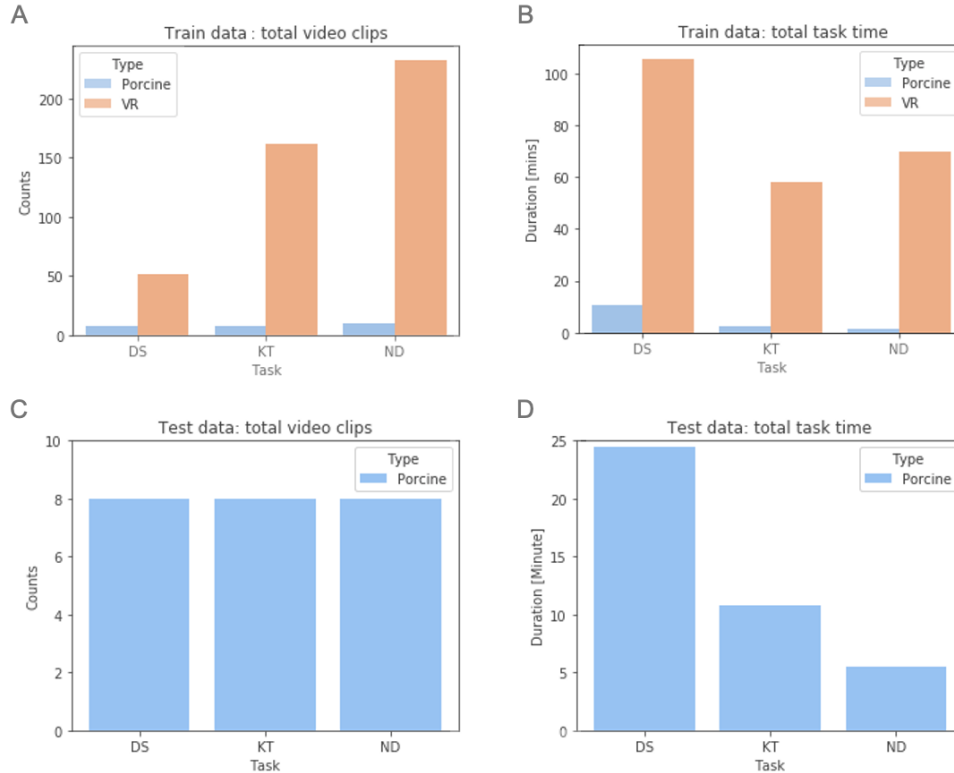 A
Train data : total video clips
Type
Porcine
VR
Counts
200
150
100
50
0
DS
KT
ND
Task
B
Train data: total task time
Type
Porcine
VR
Duration [mins]
100
80
60
40
20
0
DS
KT
ND
Task
C
Test data: total video clips
Type
Porcine
Counts
10
8
6
4
2
0
DS
KT
ND
Task
D
Test data: total task time
Type
Porcine
Duration [Minute]
25
20
15
10
5
0
DS
KT
ND
Task